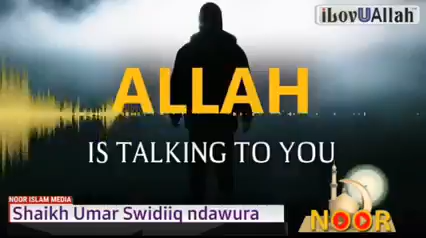 iLovUAllah
ALLAH
IS TALKING TO YOU
NOOR ISLAM MEDIA
Shaikh Umar Swidiiq ndawura
NOOR